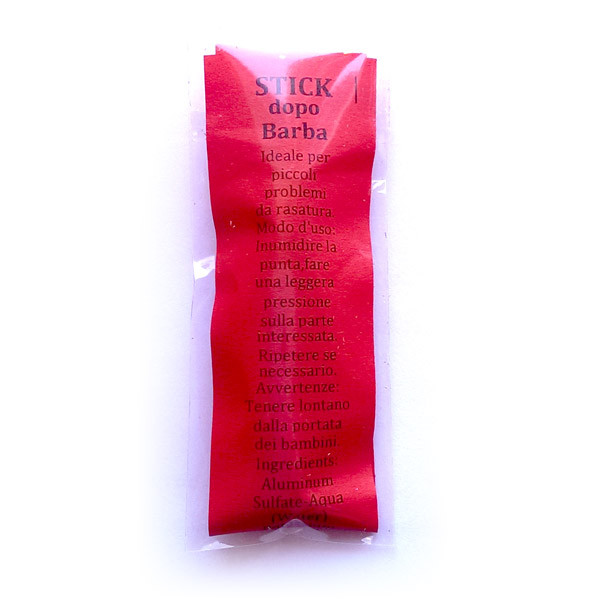 STICK
dopo
Barba
Ideale per
piccoli
problemi
da rasatura.
Modo d'uso:
Inumidire la
punta,fare
una leggera
pressione
sulla parte
interessata.
Ripetere se
necessario.
Avvertenze:
Tenere lontano
dalla portata
dei bambini.
Ingredients:
Aluminum
Sulfate-Aqua
(Water)